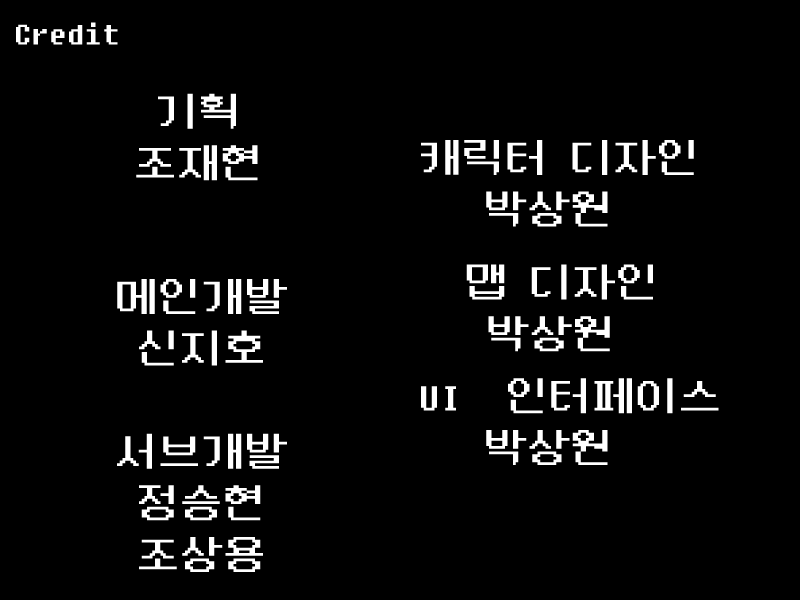 Credit
기획
조재현
메인개발
신지호
서브개발
정승현
조상용
캐릭터 디자인
박상원
맵 디자인
박상원
UI 인터페이스
박상원